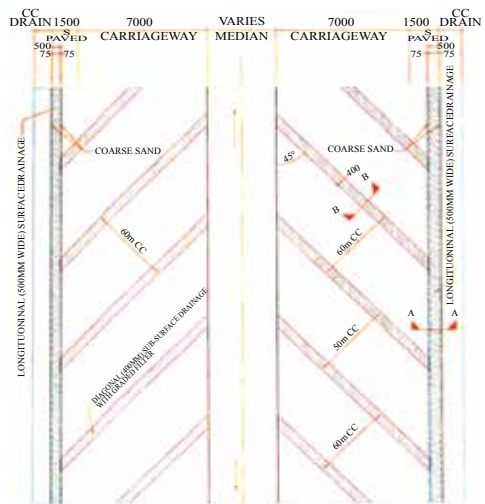 CC
DRAIN
1500
S
PAVED
500
75
75
7000
CARRIAGEWAY
VARIES
MEDIAN
7000
CARRIAGEWAY
1500
S
PAVED
500
75
75
CC
DRAIN
LONGITUONINAL (500MM WIDE) SURFACEDRAINAGE
COARSE SAND
60m CC
DIAGONAL (400MM) SUB-SURFACE DRAINAGE
WITH GRADED FILTER
COARSE SAND
45°
400
B
B
60m CC
50m CC
60m CC
A
A
LONGITUONINAL (500MM WIDE) SURFACEDRAINAGE